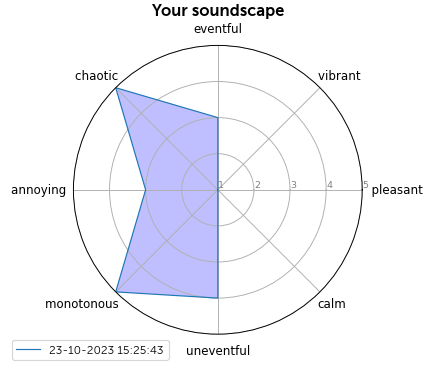 Your soundscape
eventful
chaotic
vibrant
annoying
1 2 3 4 5
pleasant
monotonous
calm
uneventful
23-10-2023 15:25:43